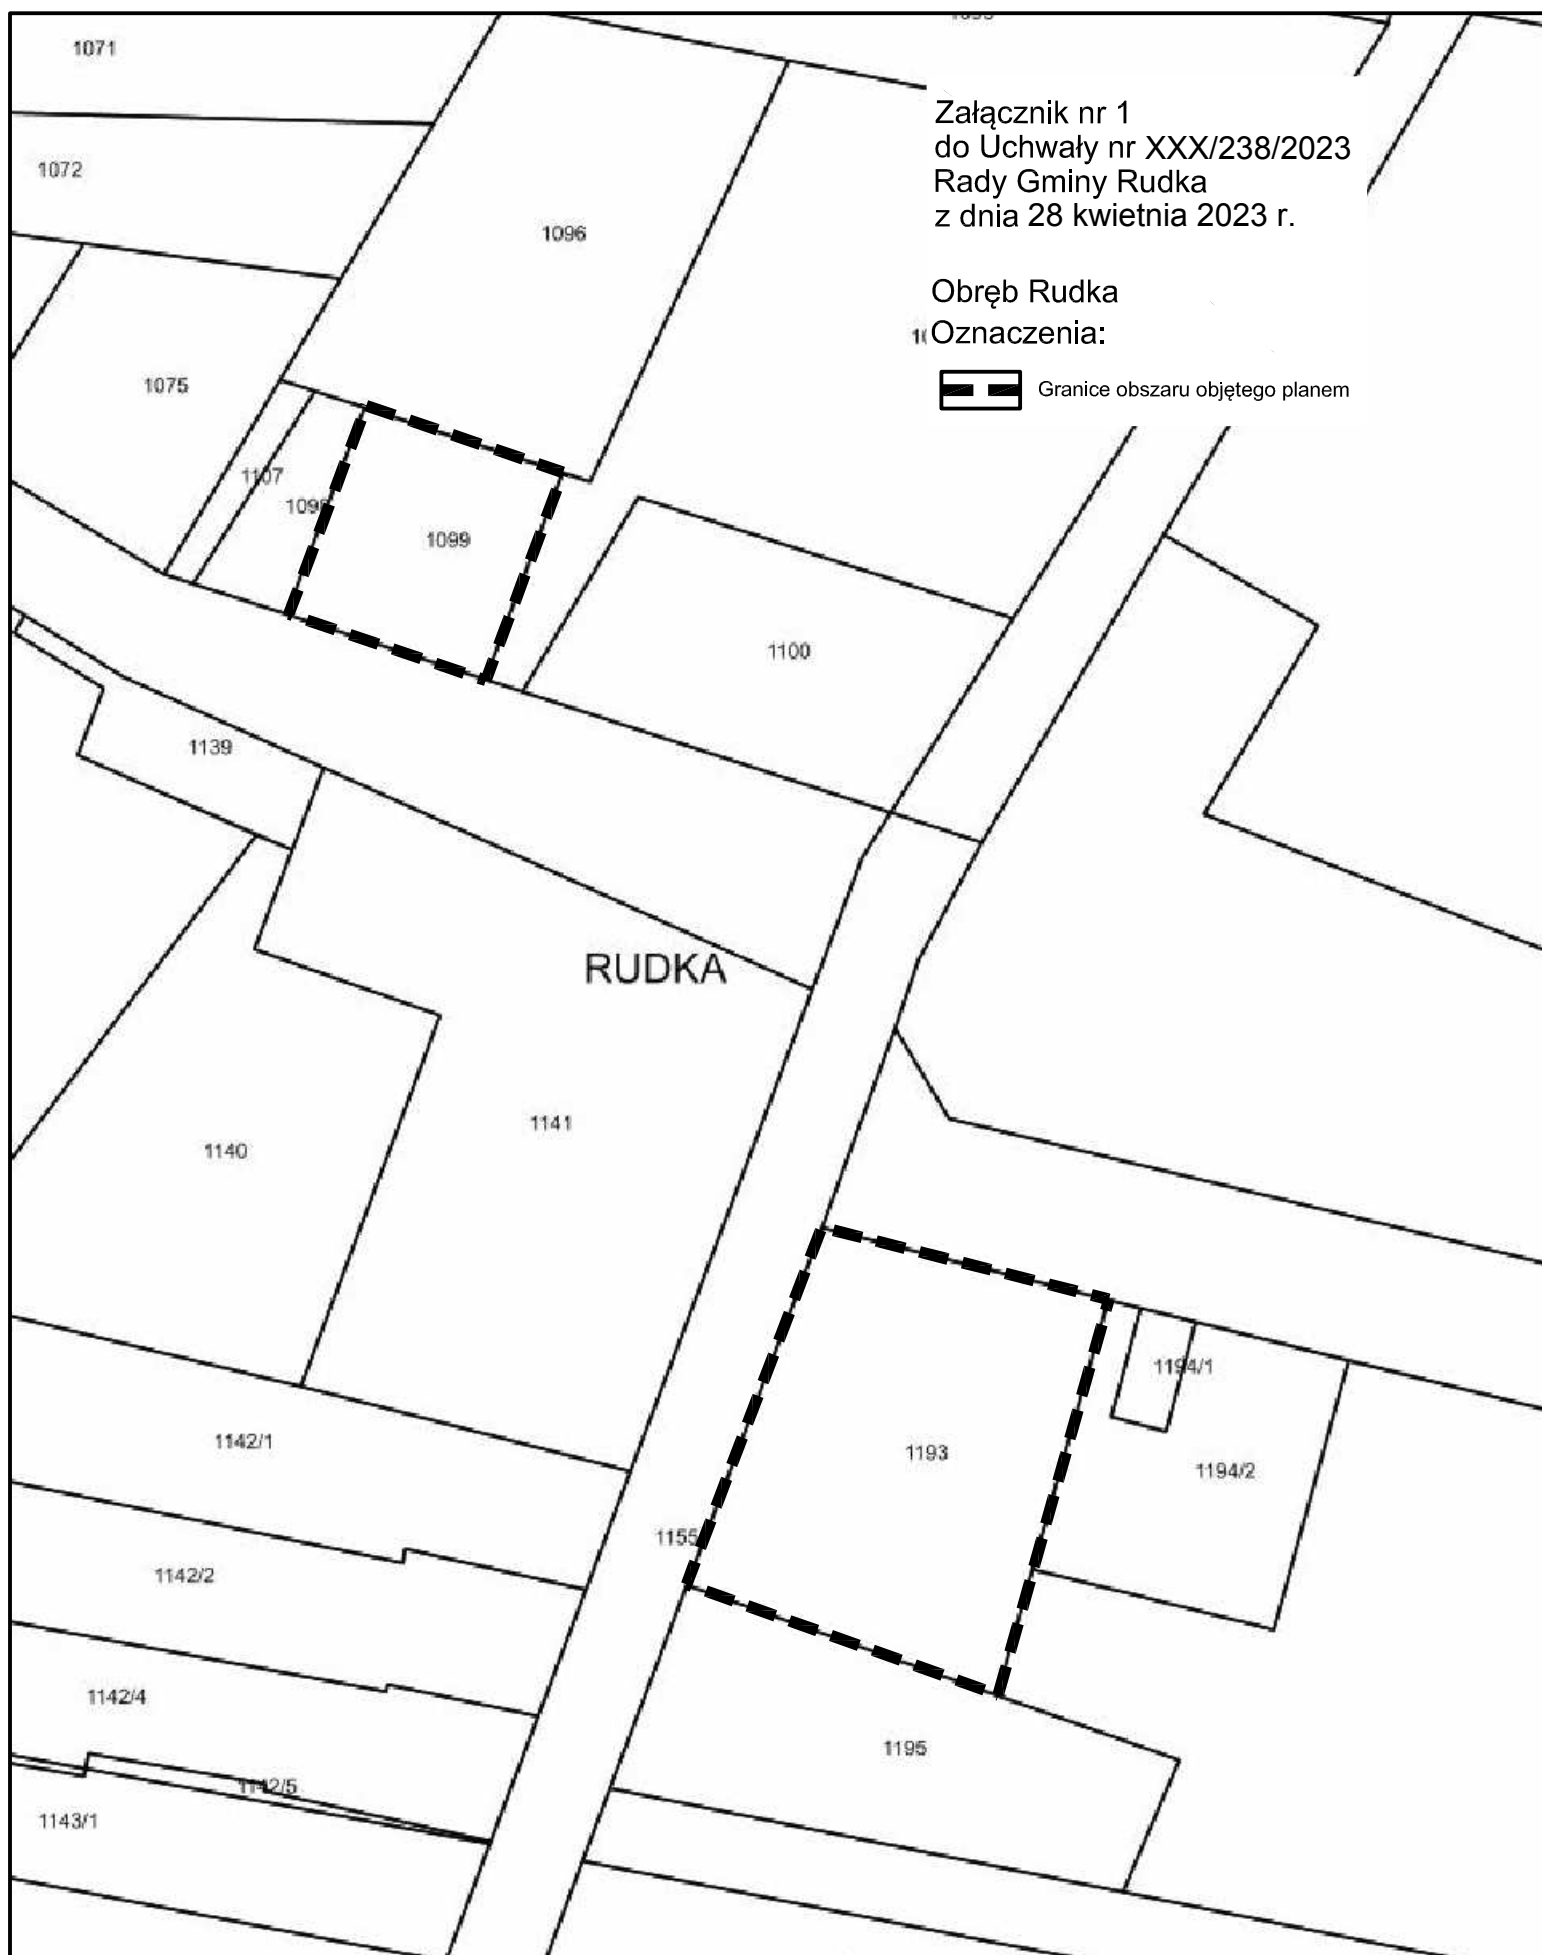 1071
Załącznik nr 1
do Uchwały nr XXX/238/2023
Rady Gminy Rudka
z dnia 28 kwietnia 2023 r.
1072
1096
Obręb Rudka
Oznaczenia:
Granice obszaru objętego planem
1075
1107
1099
1100
1139
RUDKA
1141
1140
1194/1
1142/1
1193
1194/2
1155
1142/2
1142/4
1195
1142/5
1143/1